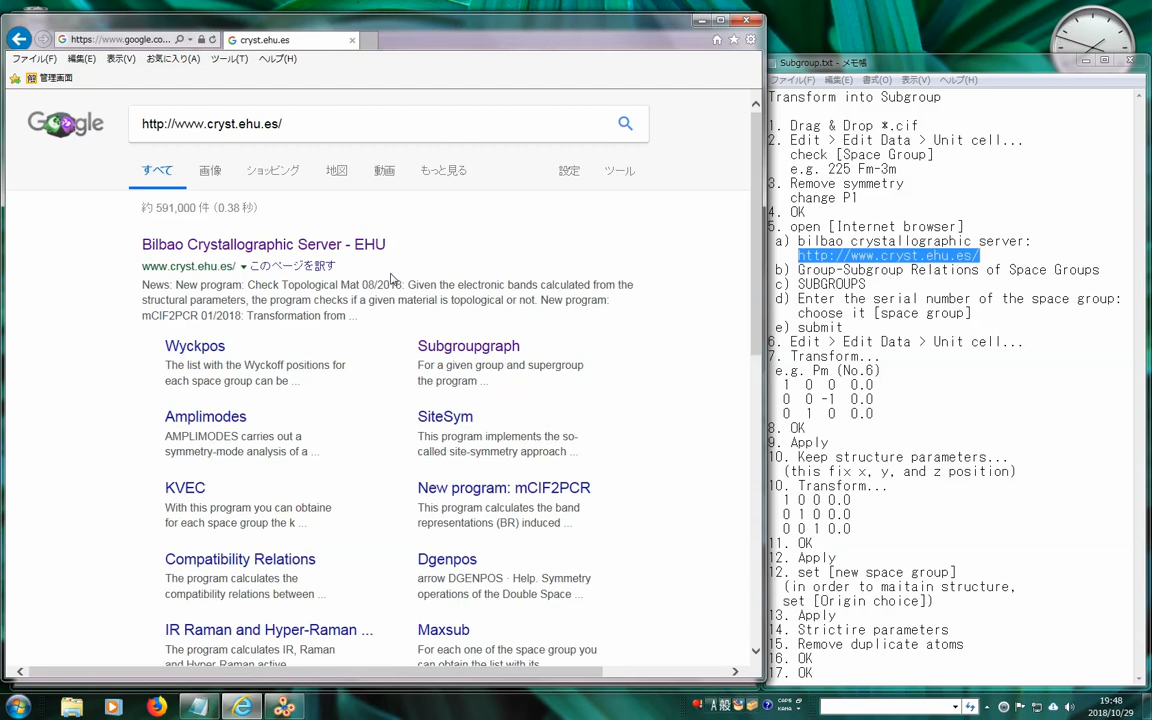 https://www.google.co...
cryst.ehu.es
ファイル(F) 編集(E) 表示(V) お気に入り(A) ツール(T) ヘルプ(H)
管理画面
Google
http://www.cryst.ehu.es/
すべて 画像 ショッピング 地図 動画 もっと見る 設定 ツール
約 591,000 件 (0.38 秒)
Bilbao Crystallographic Server - EHU
www.cryst.ehu.es/ ▼ このページを訳す
News: New program: Check Topological Mat 08/2018: Given the electronic bands calculated from the
structural parameters, the program checks if a given material is topological or not. New program:
mCIF2PCR 01/2018: Transformation from ...
Wyckpos
The list with the Wyckoff positions for
each space group can be ...
Subgroupgraph
For a given group and supergroup
the program ...
Amplimodes
AMPLIMODES carries out a
symmetry-mode analysis of a ...
SiteSym
This program implements the so-
called site-symmetry approach ...
KVEC
With this program you can obtaine
for each space group the k ...
New program: mCIF2PCR
This program calculates the band
representations (BR) induced ...
Compatibility Relations
The program calculates the
compatibility relations between ...
Dgenpos
arrow DGENPOS · Help. Symmetry
operations of the Double Space ...
IR Raman and Hyper-Raman ...
The program calculates IR, Raman
and Hyper Raman active
Maxsub
For each one of the space group you
can obtain the list with its
Subgroup.txt - メモ帳
ファイル(F) 編集(E) 書式(O) 表示(V) ヘルプ(H)
Transform into Subgroup
1. Drag & Drop *.cif
2. Edit > Edit Data > Unit cell...
check [Space Group]
e.g. 225 Fm-3m
3. Remove symmetry
change P1
4. OK
5. open [Internet browser]
a) bilbao crystallographic server:
http://www.cryst.ehu.es/
b) Group-Subgroup Relations of Space Groups
c) SUBGROUPS
d) Enter the serial number of the space group:
choose it [space group]
e) submit
6. Edit > Edit Data > Unit cell...
7. Transform...
e.g. Pm (No.6)
1 0 0 0.0
0 0 -1 0.0
0 1 0 0.0
8. OK
9. Apply
10. Keep structure parameters...
(this fix x, y, and z position)
10. Transform...
1 0 0 0.0
0 1 0 0.0
0 0 1 0.0
11. OK
12. Apply
12. set [new space group]
(in order to maitain structure,
set [Origin choice])
13. Apply
14. Strictire parameters
15. Remove duplicate atoms
16. OK
17. OK
A 般
CAPS
KANA
19:48
2018/10/29